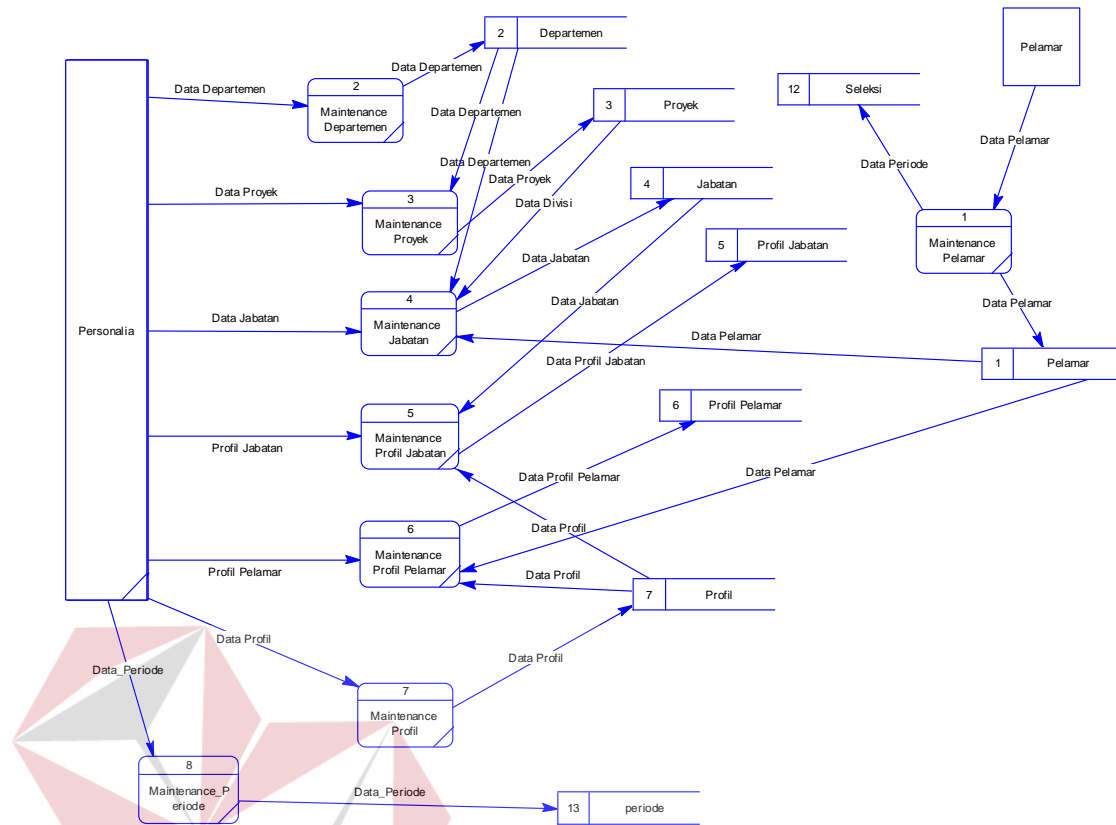 2 Departemen
Pelamar
Data Departemen
Data Departemen
2
Maintenance
Departemen
12 Seleksi
3 Proyek
Data Departemen
Data Pelamar
Data Departemen
Data Periode
Data Proyek
Data Proyek
4 Jabatan
3
Maintenance
Proyek
Data Divisi
1
Maintenance
Pelamar
5 Profil Jabatan
Data Jabatan
4
Maintenance
Jabatan
Data Jabatan
Data Pelamar
Data Jabatan
Personalia
Data Pelamar
Data Profil Jabatan
1 Pelamar
6 Profil Pelamar
5
Maintenance
Profil Jabatan
Profil Jabatan
Data Profil Pelamar
Data Pelamar
6
Maintenance
Profil Pelamar
Data Profil
Profil Pelamar
Data Profil
7 Profil
Data Profil
Data Profil
Data_Periode
7
Maintenance
Profil
8
Maintenance_P
eriode
Data_Periode
13 periode